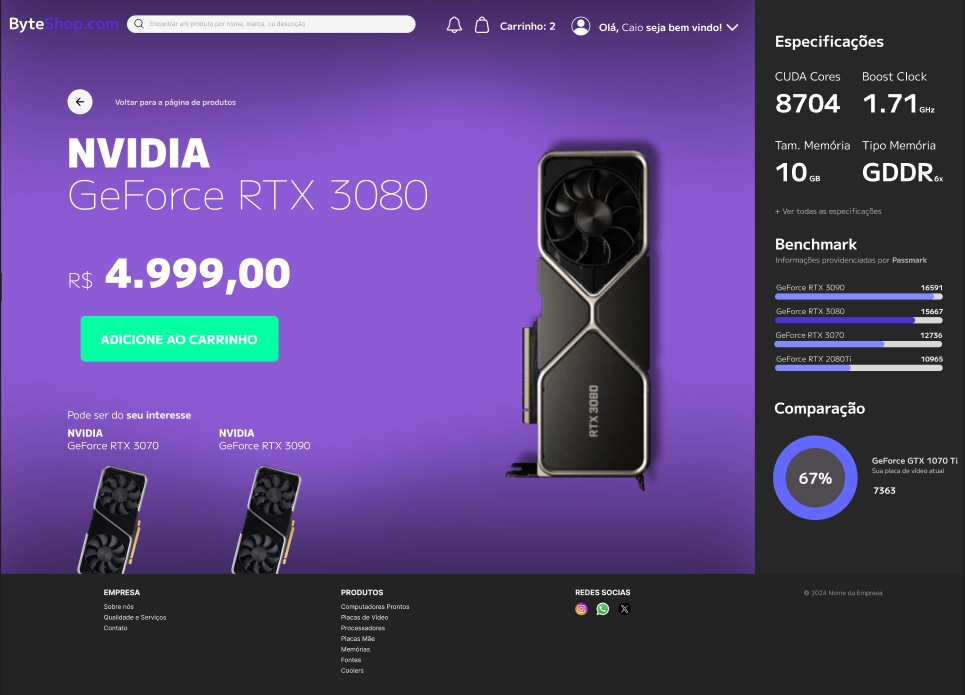 ByteShop.com
Encontrar um produto por nome, marca, ou descrição
Carrinho: 2
Olá, Caio seja bem vindo!
Voltar para a página de produtos
NVIDIA
GeForce RTX 3080
R$ 4.999,00
ADICIONE AO CARRINHO
RTX 3080
Pode ser do seu interesse
NVIDIA
GeForce RTX 3070
NVIDIA
GeForce RTX 3090
Especificações
CUDA Cores
8704
Boost Clock
1.71 GHz
Tam. Memória
10 GB
Tipo Memória
GDDR 6x
+ Ver todas as especificações
Benchmark
Informações providenciadas por Passmark
GeForce RTX 3090 16591
GeForce RTX 3080 15667
GeForce RTX 3070 12736
GeForce RTX 2080Ti 10965
Comparação
67%
GeForce GTX 1070 Ti
Sua placa de vídeo atual
7363
EMPRESA
Sobre nós
Qualidade e Serviços
Contato
PRODUTOS
Computadores Prontos
Placas de Vídeo
Processadores
Placas Mãe
Memórias
Fontes
Coolers
REDES SOCIAS
© 2024 Nome da Empresa